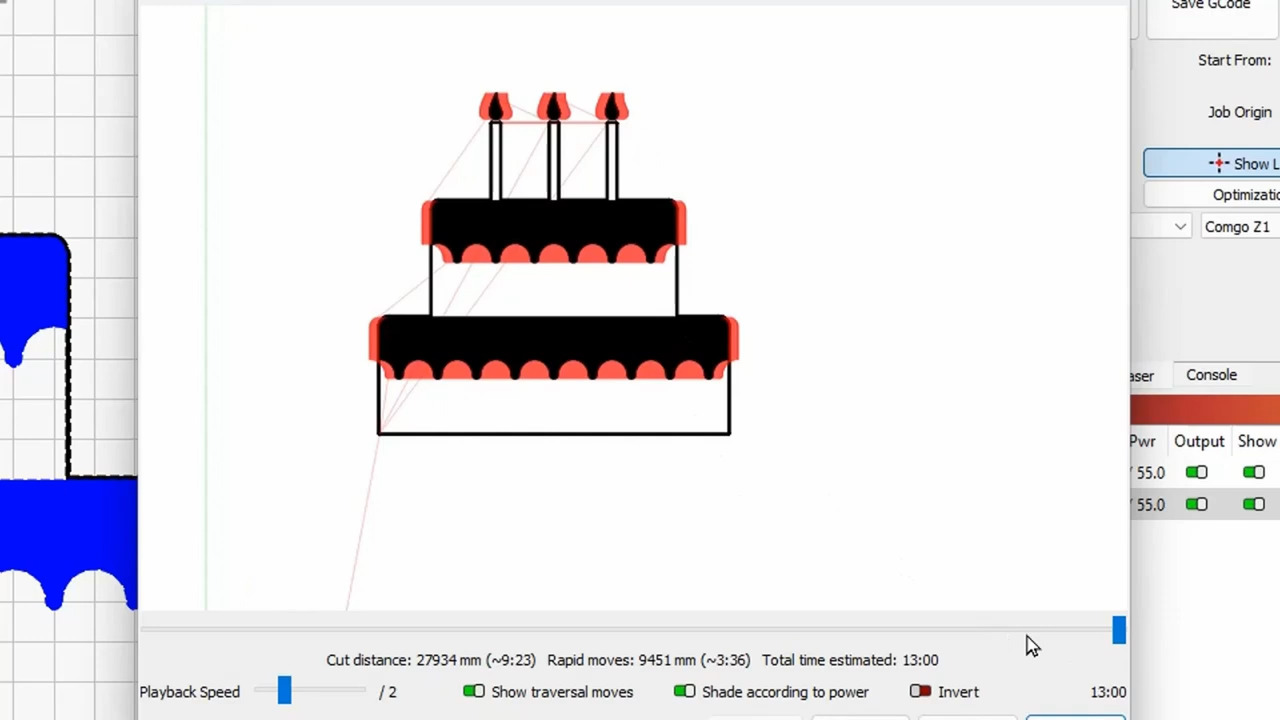 Save GCode
Start From:
Job Origin
Show L
Optimizatio
Comgo Z1
aser Console
Pwr Output Show
55.0
55.0
Cut distance: 27934 mm (~9:23) Rapid moves: 9451 mm (~3:36) Total time estimated: 13:00
Playback Speed / 2 Show traversal moves Shade according to power Invert 13:00